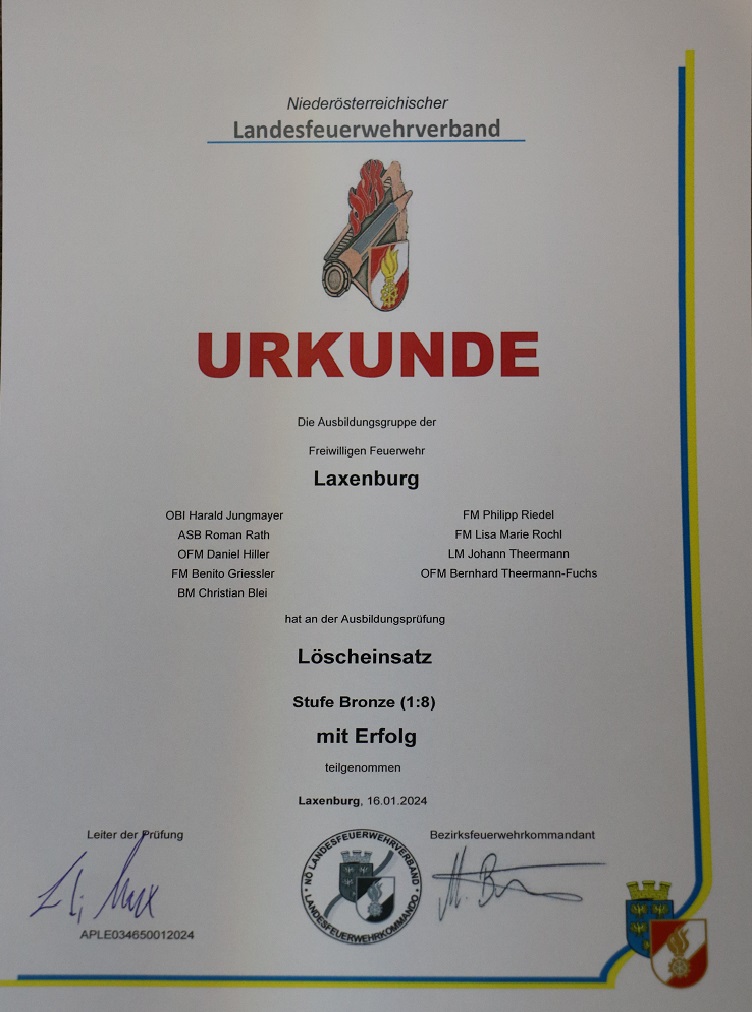 Niederösterreichischer
Landesfeuerwehrverband
URKUNDE
Die Ausbildungsgruppe der
Freiwilligen Feuerwehr
Laxenburg
OBI Harald Jungmayer
ASB Roman Rath
OFM Daniel Hiller
FM Benito Griessler
BM Christian Blei
FM Philipp Riedel
FM Lisa Marie Rochl
LM Johann Theermann
OFM Bernhard Theermann-Fuchs
hat an der Ausbildungsprüfung
Löscheinsatz
Stufe Bronze (1:8)
mit Erfolg
teilgenommen
Laxenburg, 16.01.2024
Leiter der Prüfung
APLE034650012024
NÖ LANDESFEUERWEHRVERBAND
LANDESFEUERWEHRKOMMANDO
Bezirksfeuerwehrkommandant